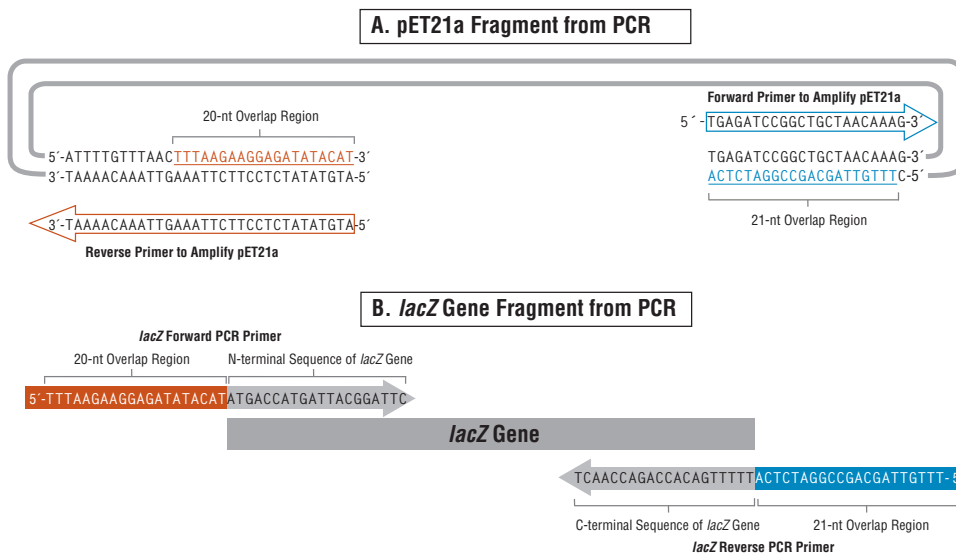 A. pET21a Fragment from PCR
Forward Primer to Amplify pET21a
5´-TGAGATCCGGCTGCTAACAAAG-3´
20-nt Overlap Region
5´-ATTTTGTTTAACTTTAAGAAGGAGATATACAT-3´
3´-TAAAACAAATTGAAATTCTTCCTCTATATGTA-5´
TGAGATCCGGCTGCTAACAAAG-3´
ACTCTAGGCCGACGATTGTTTC-5´
21-nt Overlap Region
3´-TAAAACAAATTGAAATTCTTCCTCTATATGTA-5´
Reverse Primer to Amplify pET21a
B. lacZ Gene Fragment from PCR
lacZ Forward PCR Primer
20-nt Overlap Region
N-terminal Sequence of lacZ Gene
5´-TTTAAGAAGGAGATATACATATGACCATGATTACGGATTC
lacZ Gene
TCAACCAGACCACAGTTTTTACTCTAGGCCGACGATTGTTT-5
C-terminal Sequence of lacZ Gene
21-nt Overlap Region
lacZ Reverse PCR Primer